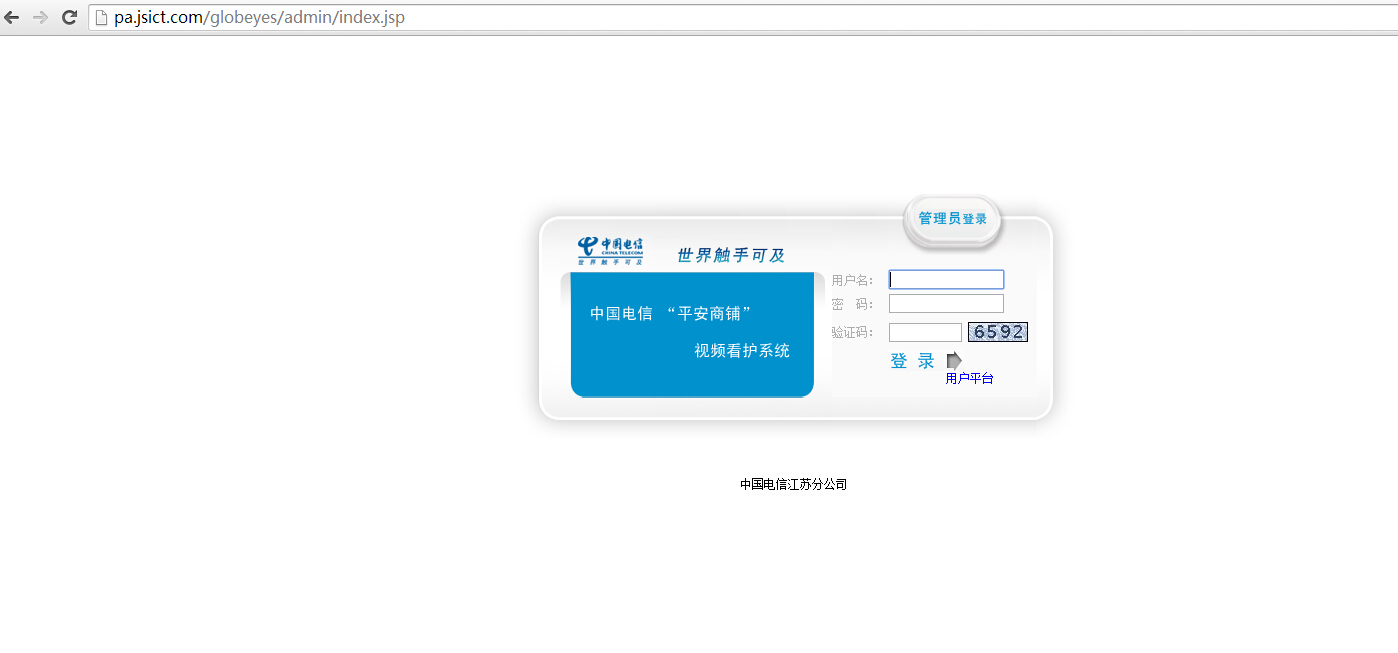 pa.jsict.com/globeyes/admin/index.jsp
管理员登录
中国电信
CHINA TELECOM
世界触手可及
世界触手可及
中国电信 “平安商铺”
视频看护系统
用户名：
密 码：
验证码：
6592
登 录
用户平台
中国电信江苏分公司